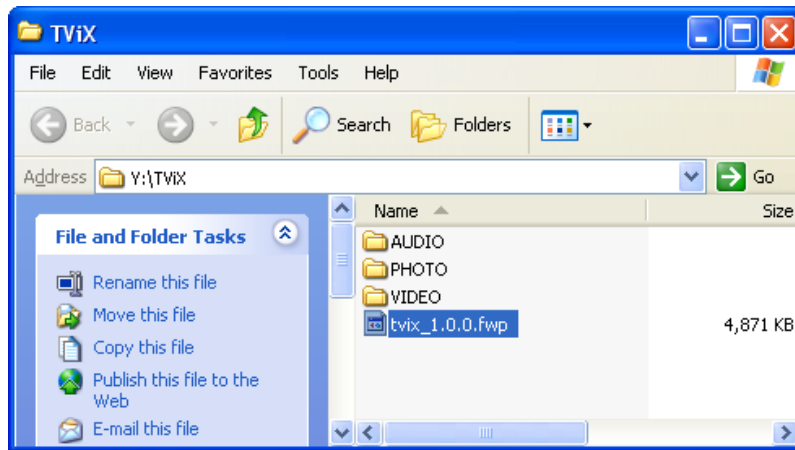 TViX
File Edit View Favorites Tools Help
Back Search Folders
Address Y:\TViX Go
Name Size
File and Folder Tasks
AUDIO
PHOTO
Rename this file
VIDEO
Move this file
tvix_1.0.0.fwp 4,871 KB
Copy this file
Publish this file to the
Web
E-mail this file